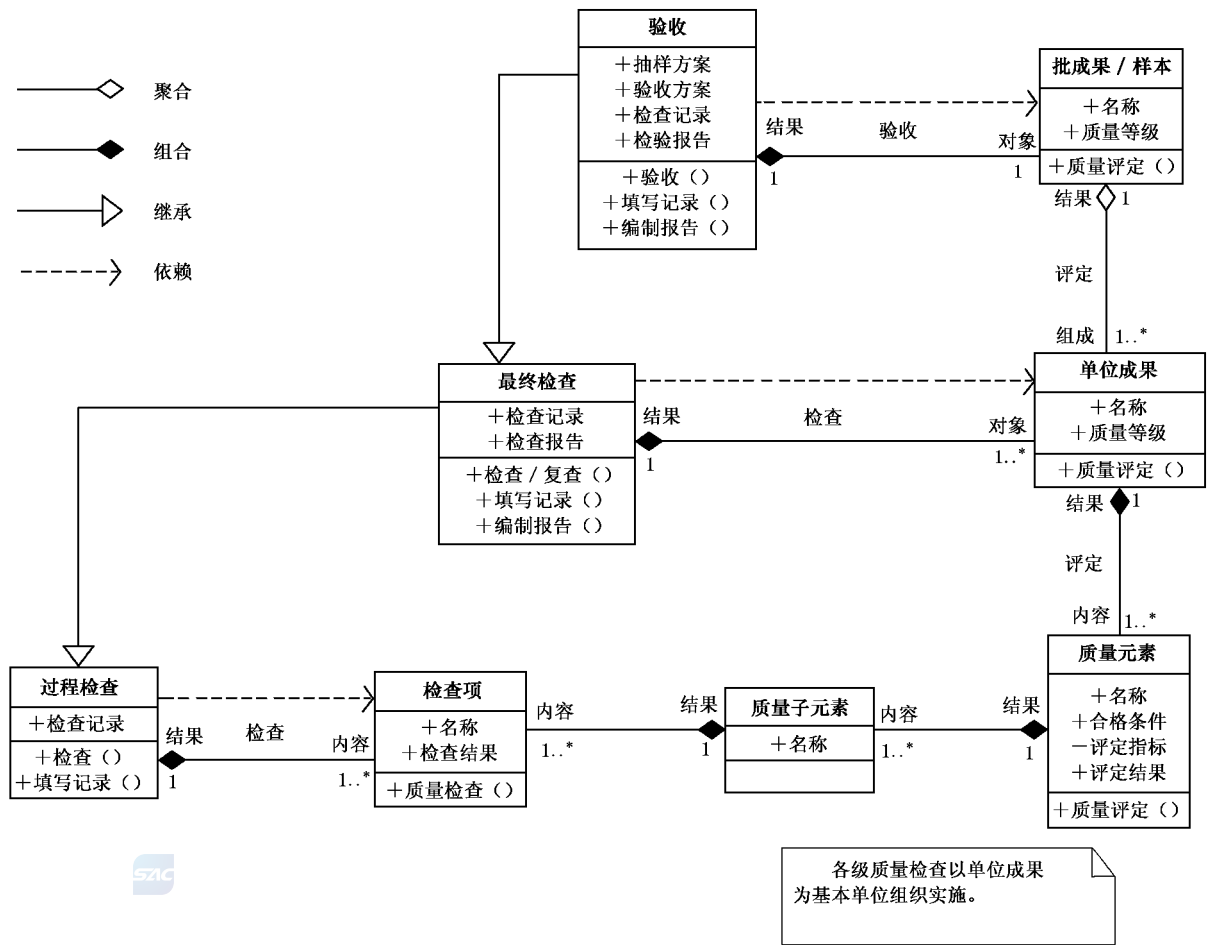 聚合
组合
继承
依赖
验收
+抽样方案
+验收方案
+检查记录
+检验报告
+验收（）
+填写记录（）
+编制报告（）
结果
1
验收
对象
1
批成果/样本
+名称
+质量等级
+质量评定（）
结果
1
评定
组成
1..*
最终检查
+检查记录
+检查报告
+检查/复查（）
+填写记录（）
+编制报告（）
结果
1
检查
对象
1..*
单位成果
+名称
+质量等级
+质量评定（）
结果
1
评定
内容
1..*
过程检查
+检查记录
+检查（）
+填写记录（）
结果
1
检查
内容
1..*
检查项
+名称
+检查结果
+质量检查（）
内容
1..*
结果
1
质量子元素
+名称
内容
1..*
结果
1
质量元素
+名称
+合格条件
-评定指标
+评定结果
+质量评定（）
SAC
各级质量检查以单位成果
为基本单位组织实施。